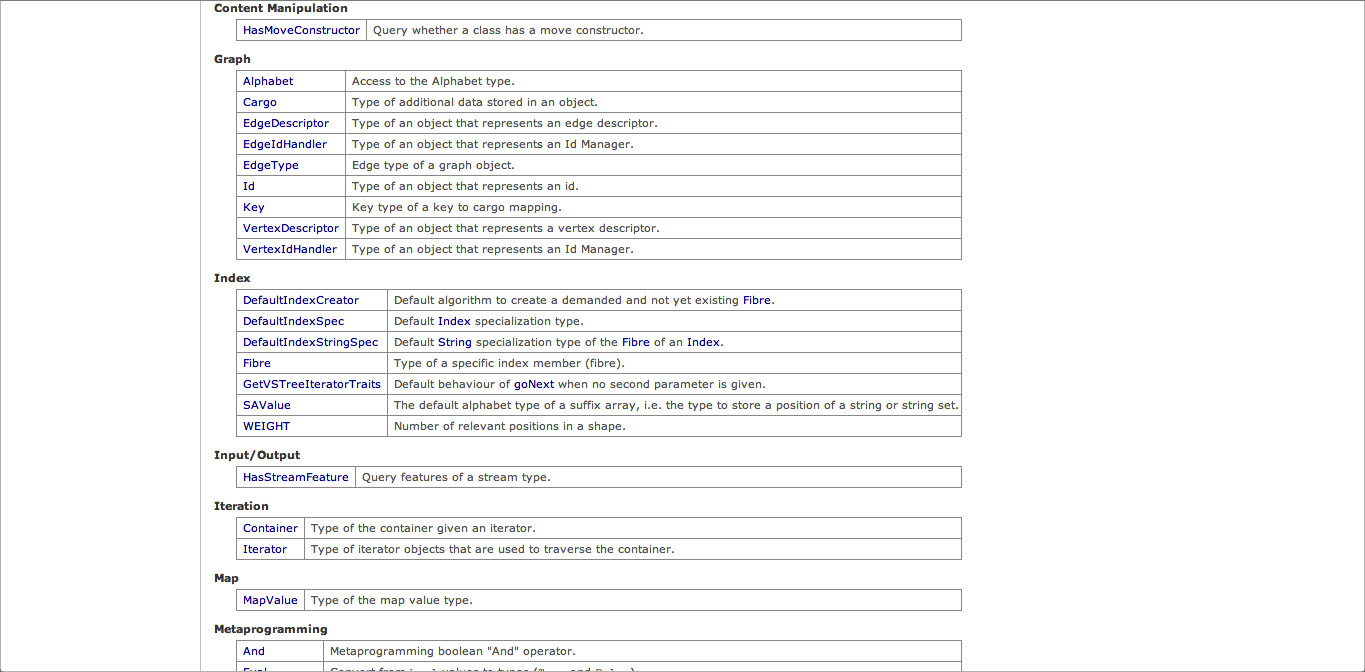 Content Manipulation
HasMoveConstructor Query whether a class has a move constructor.
Graph
Alphabet Access to the Alphabet type.
Cargo Type of additional data stored in an object.
EdgeDescriptor Type of an object that represents an edge descriptor.
EdgeIdHandler Type of an object that represents an Id Manager.
EdgeType Edge type of a graph object.
Id Type of an object that represents an id.
Key Key type of a key to cargo mapping.
VertexDescriptor Type of an object that represents a vertex descriptor.
VertexIdHandler Type of an object that represents an Id Manager.
Index
DefaultIndexCreator Default algorithm to create a demanded and not yet existing Fibre.
DefaultIndexSpec Default Index specialization type.
DefaultIndexStringSpec Default String specialization type of the Fibre of an Index.
Fibre Type of a specific index member (fibre).
GetVSTreeIteratorTraits Default behaviour of goNext when no second parameter is given.
SAValue The default alphabet type of a suffix array, i.e. the type to store a position of a string or string set.
WEIGHT Number of relevant positions in a shape.
Input/Output
HasStreamFeature Query features of a stream type.
Iteration
Container Type of the container given an iterator.
Iterator Type of iterator objects that are used to traverse the container.
Map
MapValue Type of the map value type.
Metaprogramming
And Metaprogramming boolean "And" operator.